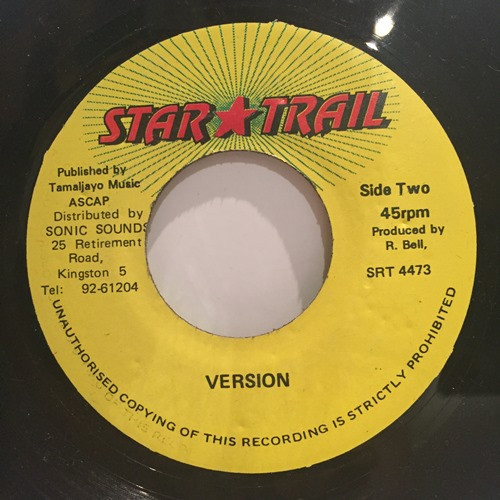 STAR★TRAIL
Published by
Tamaljayo Music
ASCAP
Distributed by
SONIC SOUNDS
25 Retirement
Road,
Kingston 5
Tel: 92-61204
Side Two
45rpm
Produced by
R. Bell,
SRT 4473
VERSION
UNAUTHORISED COPYING OF THIS RECORDING IS STRICTLY PROHIBITED